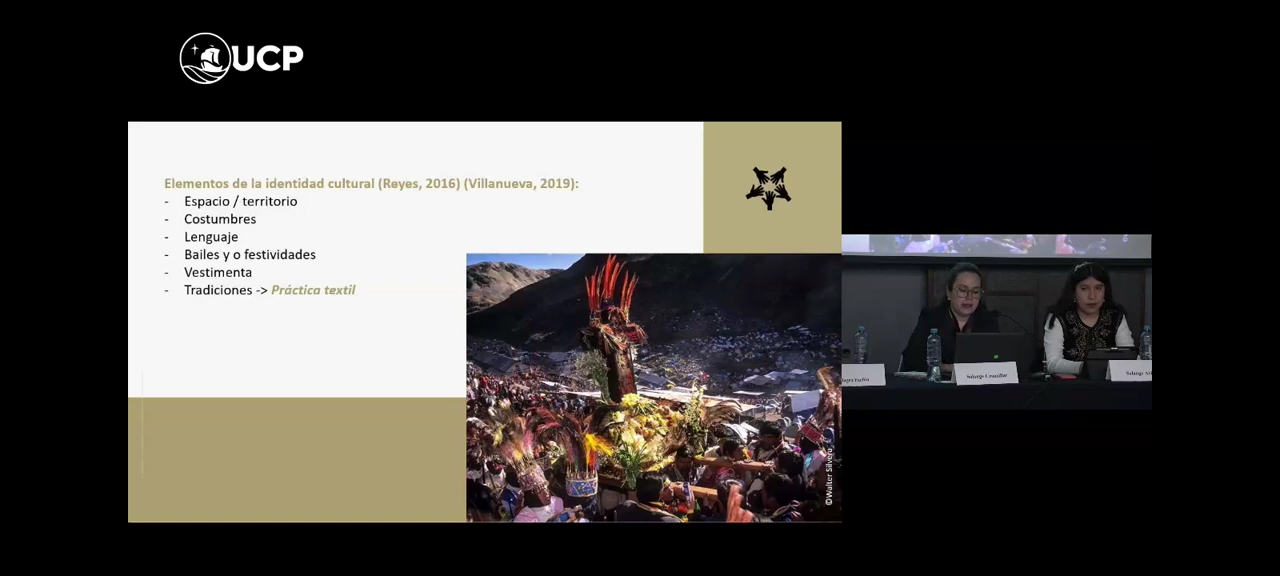 UCP
Elementos de la identidad cultural (Reyes, 2016) (Villanueva, 2019):
- Espacio / territorio
- Costumbres
- Lenguaje
- Bailes y o festividades
- Vestimenta
- Tradiciones -> Práctica textil
©Walter Silvera